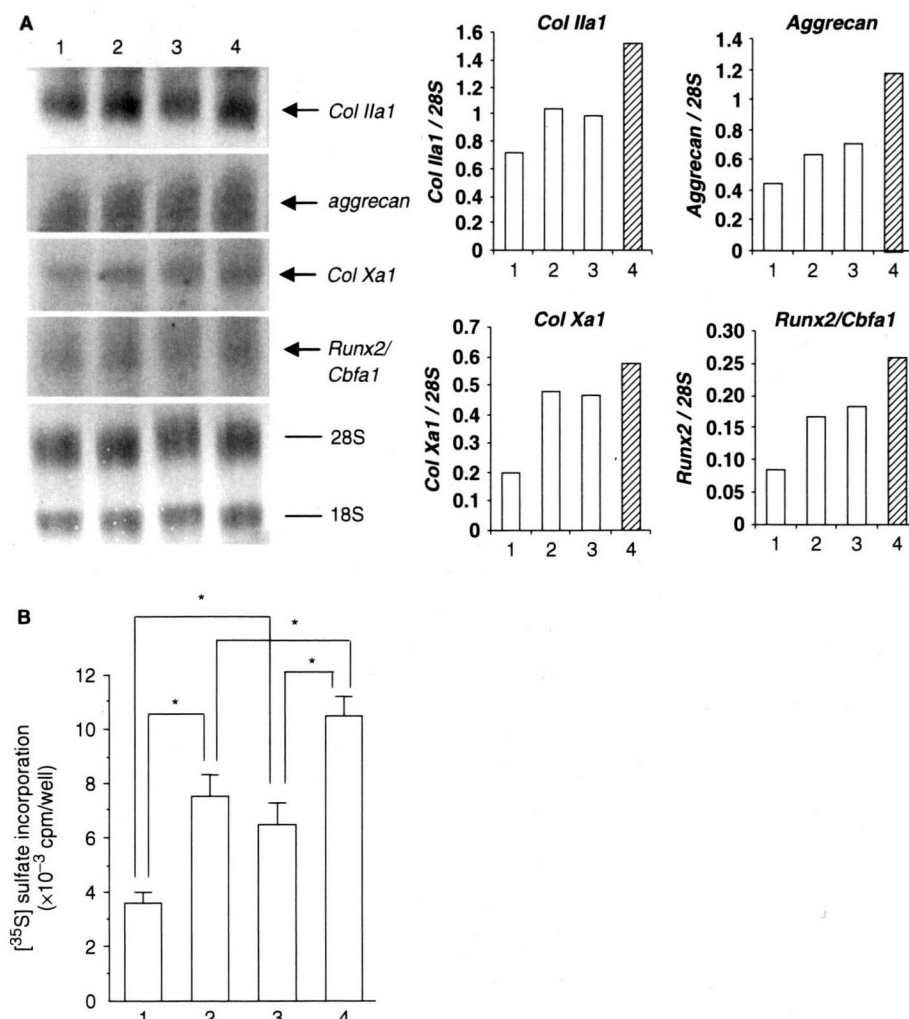 A
1 2 3 4
Col IIa1
aggrecan
Col Xa1
Runx2/
Cbfa1
28S
18S
Col IIa1
Col IIa1 / 28S
1.6
1.4
1.2
1
0.8
0.6
0.4
0.2
0
1 2 3 4
Aggrecan
Aggrecan / 28S
1.4
1.2
1
0.8
0.6
0.4
0.2
0
1 2 3 4
Col Xa1
Col Xa1 / 28S
0.7
0.6
0.5
0.4
0.3
0.2
0.1
0
1 2 3 4
Runx2/Cbfa1
Runx2 / 28S
0.30
0.25
0.20
0.15
0.10
0.05
0
1 2 3 4
B
* * * *
[³⁵S] sulfate incorporation
(×10⁻³ cpm/well)
12
10
8
6
4
2
0
1 2 3 4